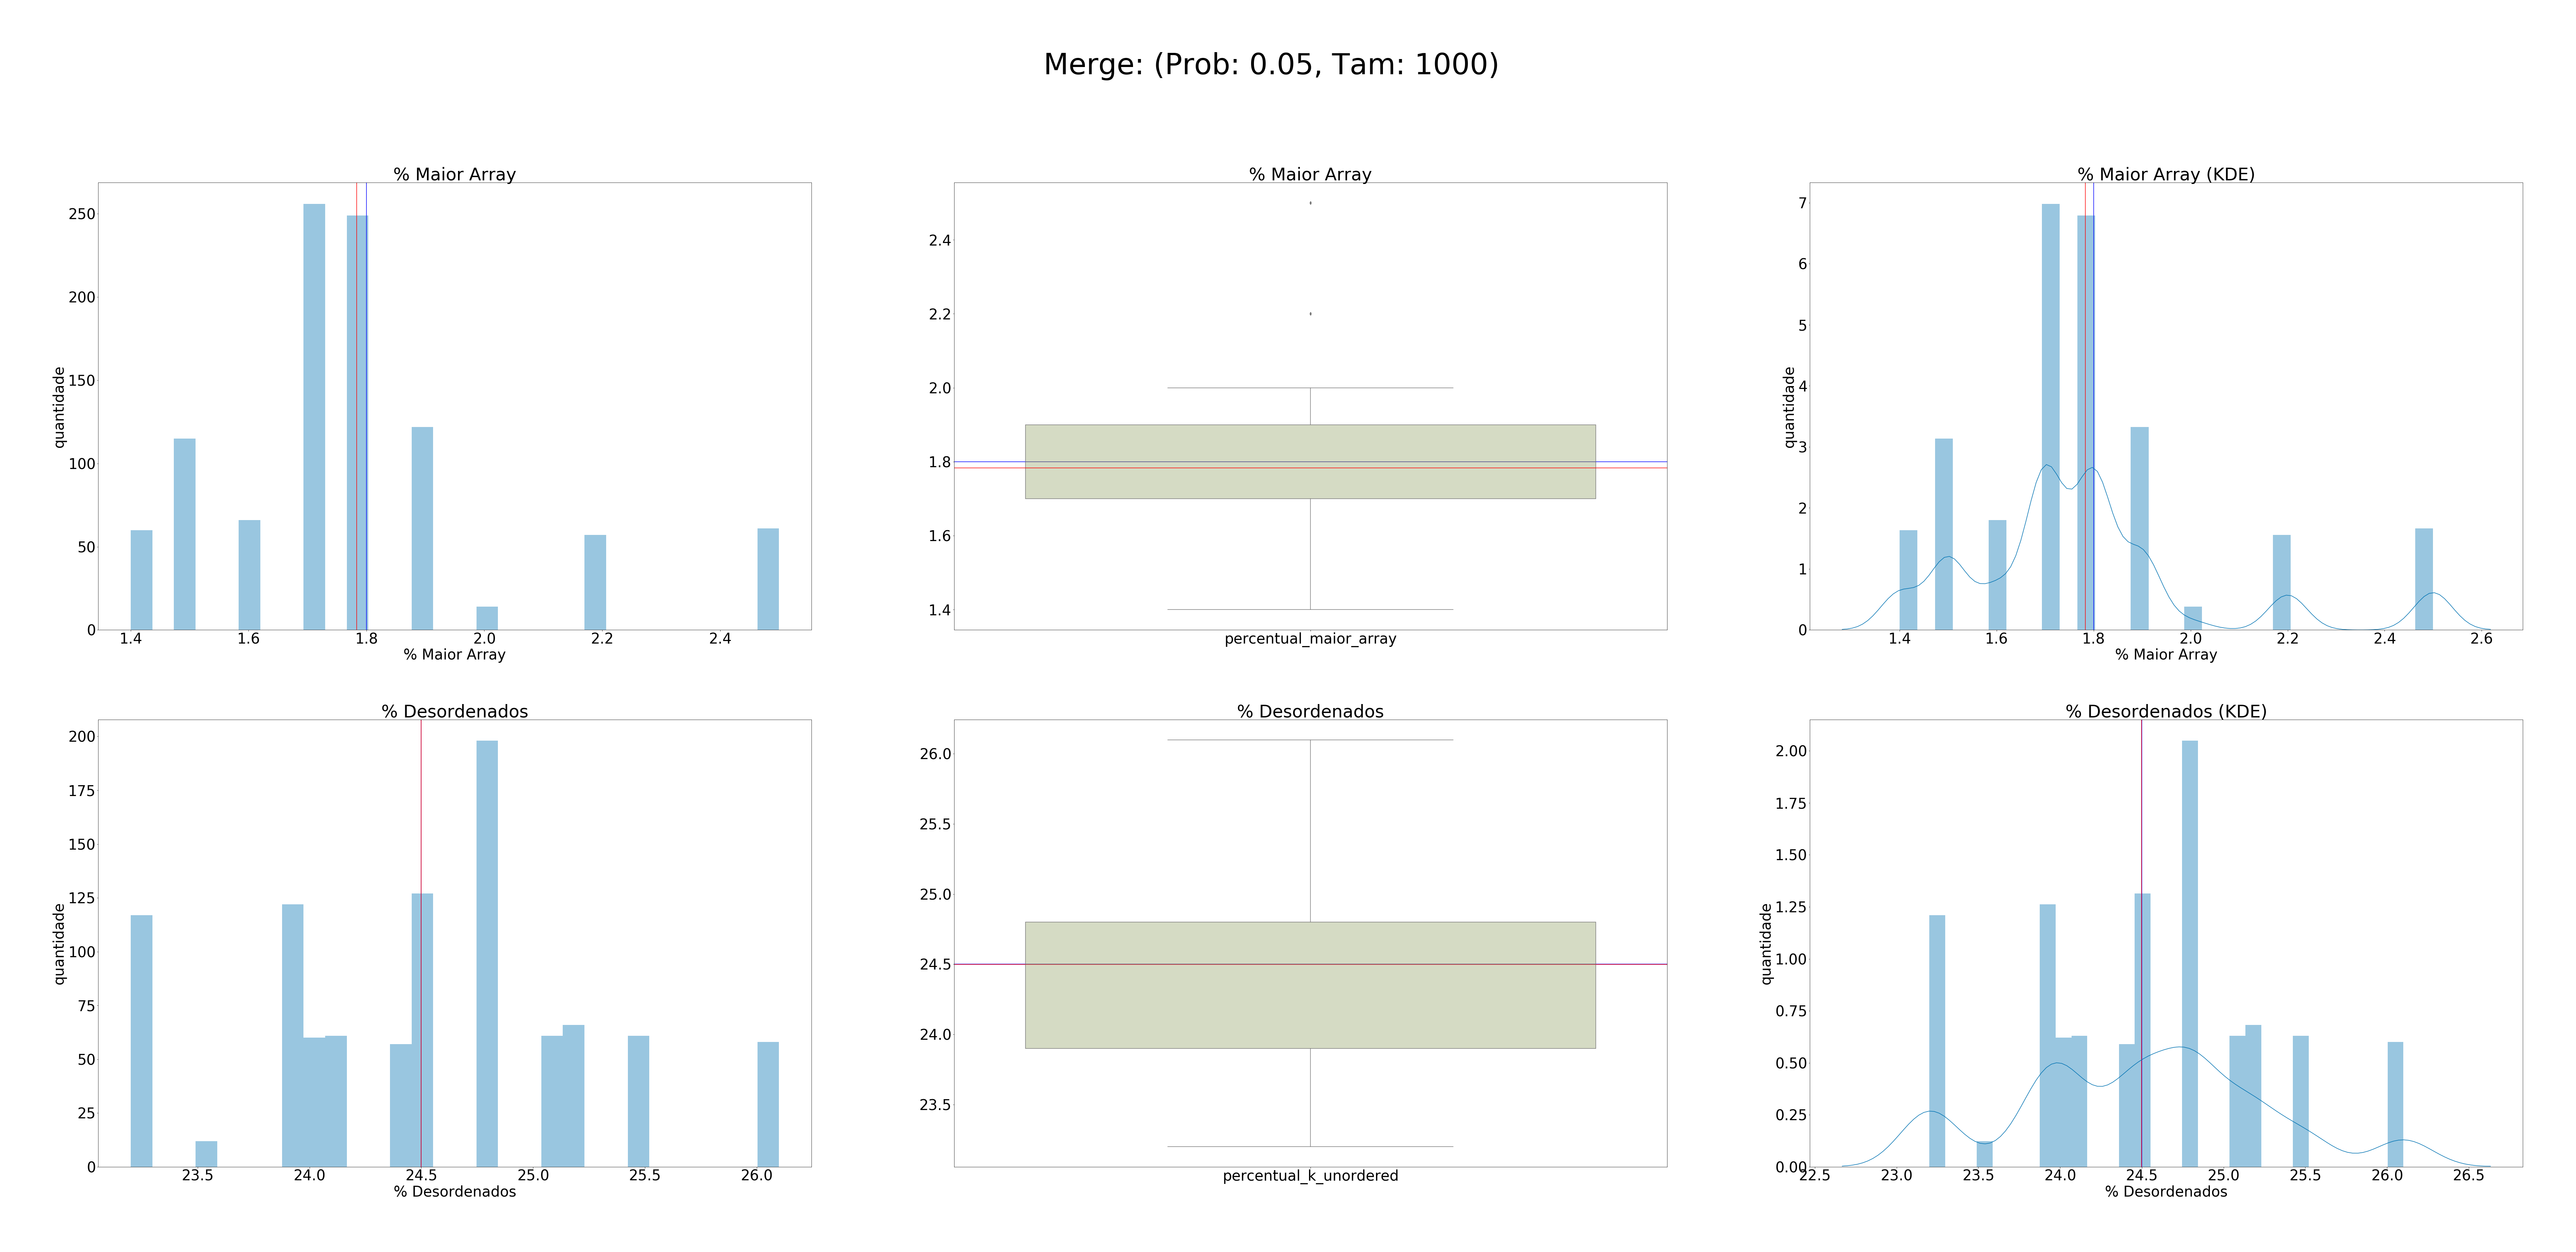 Merge: (Prob: 0.05, Tam: 1000)
% Maior Array
quantidade
250
200
150
100
50
0
1.4 1.6 1.8 2.0 2.2 2.4
% Maior Array
% Maior Array
2.4
2.2
2.0
1.8
1.6
1.4
percentual_maior_array
% Maior Array (KDE)
quantidade
7
6
5
4
3
2
1
0
1.4 1.6 1.8 2.0 2.2 2.4 2.6
% Maior Array
% Desordenados
quantidade
200
175
150
125
100
75
50
25
0
23.5 24.0 24.5 25.0 25.5 26.0
% Desordenados
% Desordenados
26.0
25.5
25.0
24.5
24.0
23.5
percentual_k_unordered
% Desordenados (KDE)
quantidade
2.00
1.75
1.50
1.25
1.00
0.75
0.50
0.25
0.00
22.5 23.0 23.5 24.0 24.5 25.0 25.5 26.0 26.5
% Desordenados